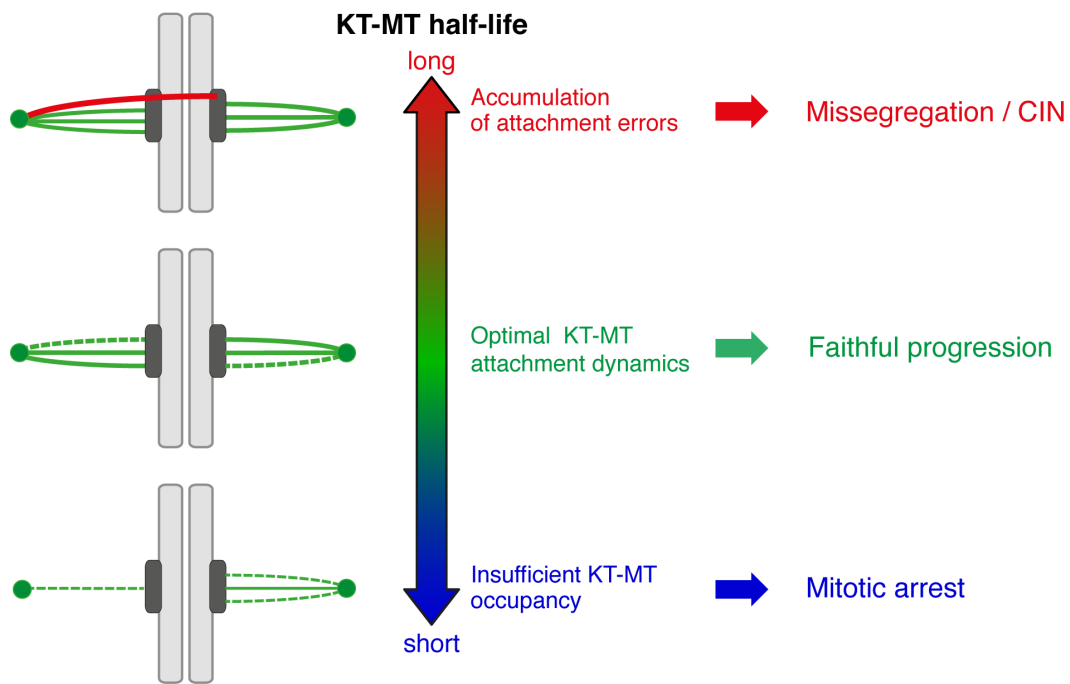 KT-MT half-life
long
Accumulation
of attachment errors
Missegregation / CIN
Optimal KT-MT
attachment dynamics
Faithful progression
Insufficient KT-MT
occupancy
Mitotic arrest
short